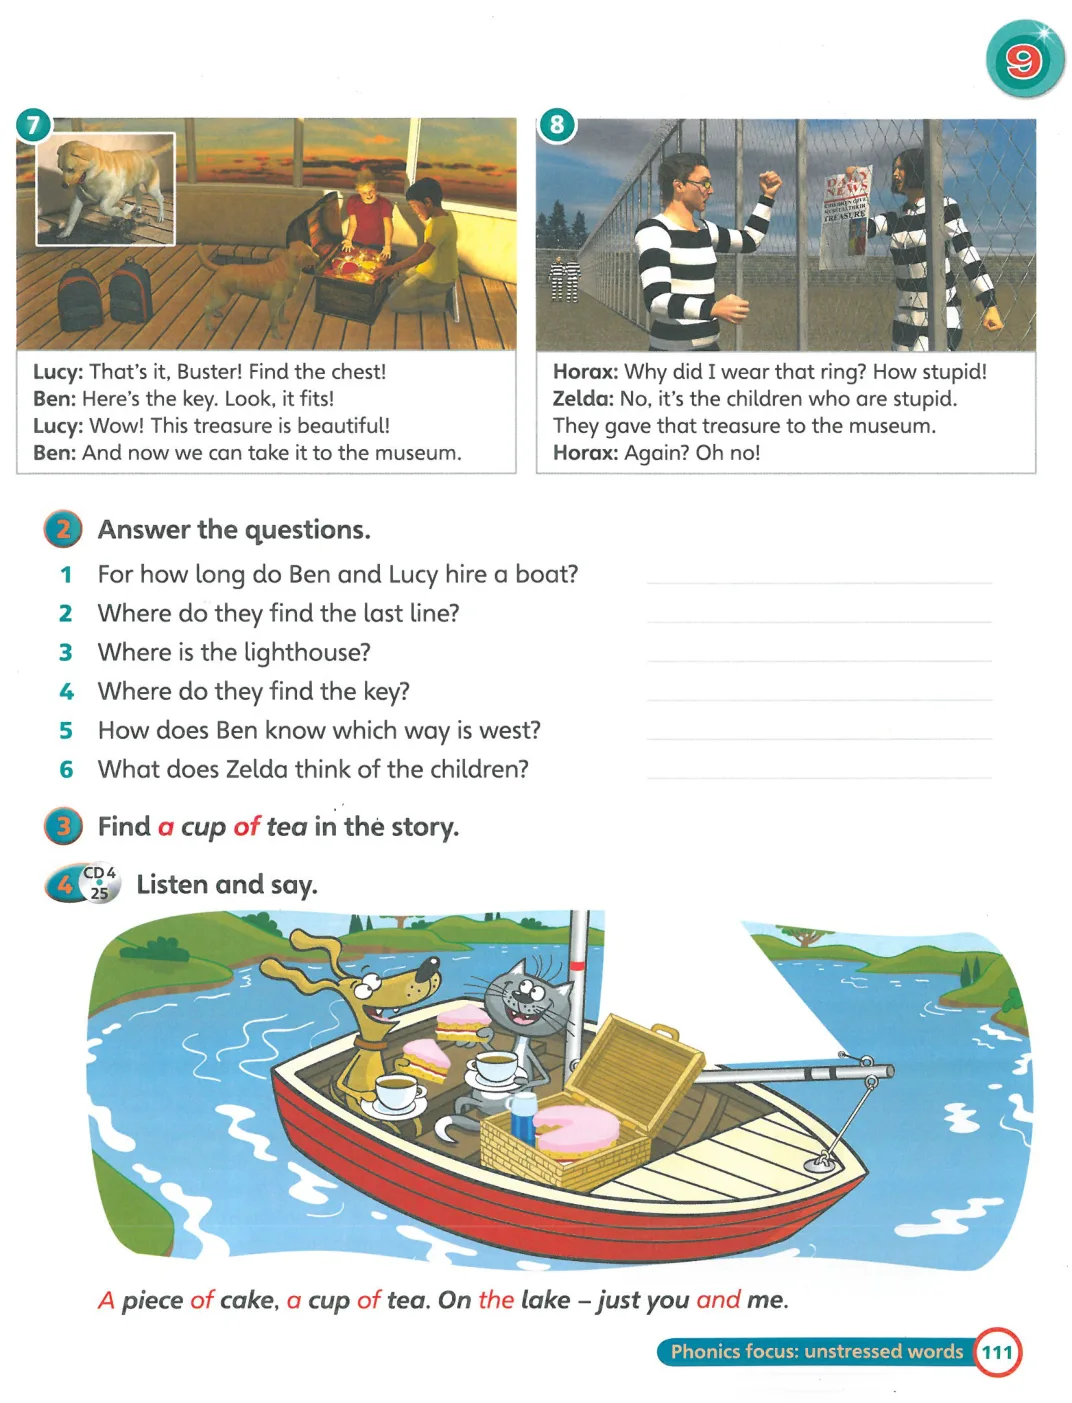 9
7
Lucy: That's it, Buster! Find the chest!
Ben: Here's the key. Look, it fits!
Lucy: Wow! This treasure is beautiful!
Ben: And now we can take it to the museum.
8
DAILY
NEWS
TREASURE
Horax: Why did I wear that ring? How stupid!
Zelda: No, it's the children who are stupid.
They gave that treasure to the museum.
Horax: Again? Oh no!
2 Answer the questions.
1 For how long do Ben and Lucy hire a boat?
2 Where do they find the last line?
3 Where is the lighthouse?
4 Where do they find the key?
5 How does Ben know which way is west?
6 What does Zelda think of the children?
3 Find a cup of tea in the story.
4 CD 4 25 Listen and say.
A piece of cake, a cup of tea. On the lake – just you and me.
Phonics focus: unstressed words 111